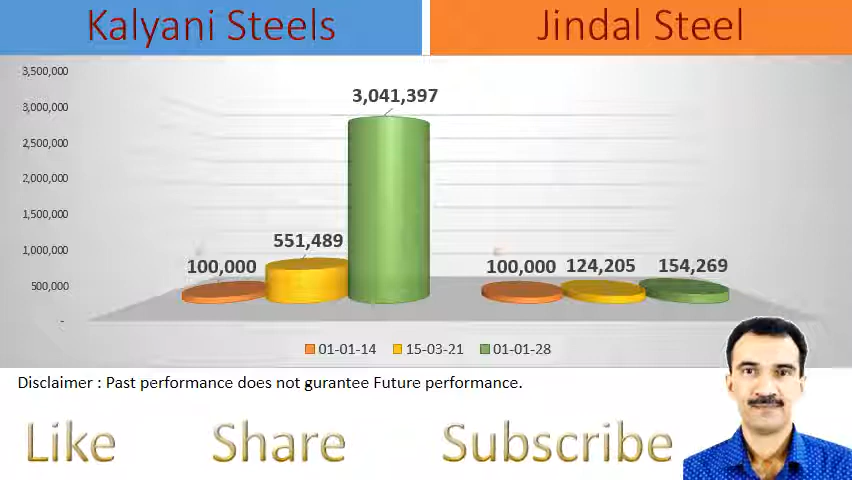 Kalyani Steels
Jindal Steel
3,500,000
3,000,000
2,500,000
2,000,000
1,500,000
1,000,000
500,000
-
3,041,397
551,489
100,000
100,000
124,205
154,269
01-01-14 15-03-21 01-01-28
Disclaimer : Past performance does not gurantee Future performance.
Like Share Subscribe